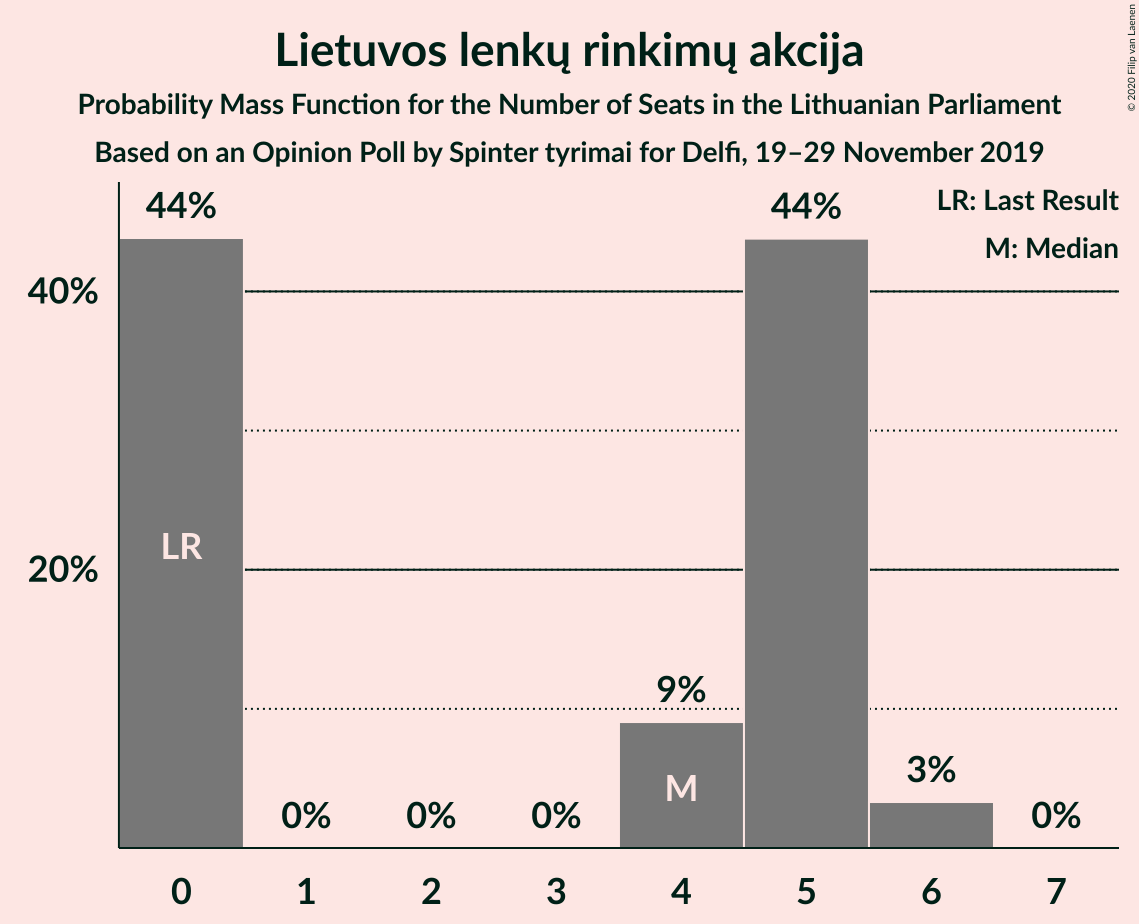 Lietuvos lenkų rinkimų akcija
Probability Mass Function for the Number of Seats in the Lithuanian Parliament
Based on an Opinion Poll by Spinter tyrimai for Delfi, 19–29 November 2019
© 2020 Filip van Laenen
LR: Last Result
M: Median
44%
44%
40%
LR
20%
9%
M
3%
0%
0%
0%
0%
0 1 2 3 4 5 6 7